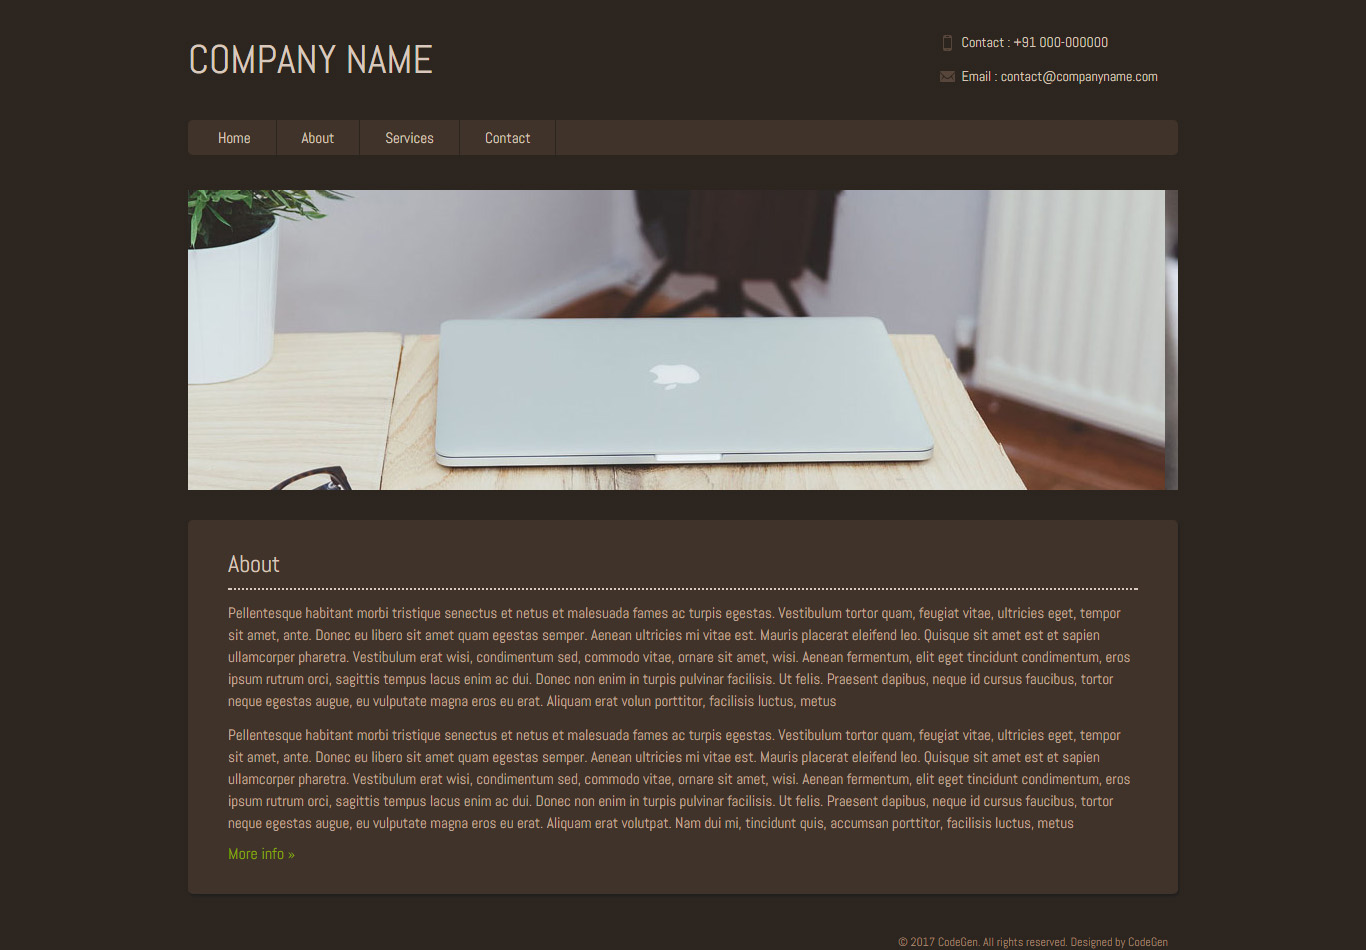 COMPANY NAME
Contact : +91 000-000000
Email : contact@companyname.com
Home
About
Services
Contact
About
Pellentesque habitant morbi tristique senectus et netus et malesuada fames ac turpis egestas. Vestibulum tortor quam, feugiat vitae, ultricies eget, tempor
sit amet, ante. Donec eu libero sit amet quam egestas semper. Aenean ultricies mi vitae est. Mauris placerat eleifend leo. Quisque sit amet est et sapien
ullamcorper pharetra. Vestibulum erat wisi, condimentum sed, commodo vitae, ornare sit amet, wisi. Aenean fermentum, elit eget tincidunt condimentum, eros
ipsum rutrum orci, sagittis tempus lacus enim ac dui. Donec non enim in turpis pulvinar facilisis. Ut felis. Praesent dapibus, neque id cursus faucibus, tortor
neque egestas augue, eu vulputate magna eros eu erat. Aliquam erat volun porttitor, facilisis luctus, metus
Pellentesque habitant morbi tristique senectus et netus et malesuada fames ac turpis egestas. Vestibulum tortor quam, feugiat vitae, ultricies eget, tempor
sit amet, ante. Donec eu libero sit amet quam egestas semper. Aenean ultricies mi vitae est. Mauris placerat eleifend leo. Quisque sit amet est et sapien
ullamcorper pharetra. Vestibulum erat wisi, condimentum sed, commodo vitae, ornare sit amet, wisi. Aenean fermentum, elit eget tincidunt condimentum, eros
ipsum rutrum orci, sagittis tempus lacus enim ac dui. Donec non enim in turpis pulvinar facilisis. Ut felis. Praesent dapibus, neque id cursus faucibus, tortor
neque egestas augue, eu vulputate magna eros eu erat. Aliquam erat volutpat. Nam dui mi, tincidunt quis, accumsan porttitor, facilisis luctus, metus
More info »
© 2017 CodeGen. All rights reserved. Designed by CodeGen